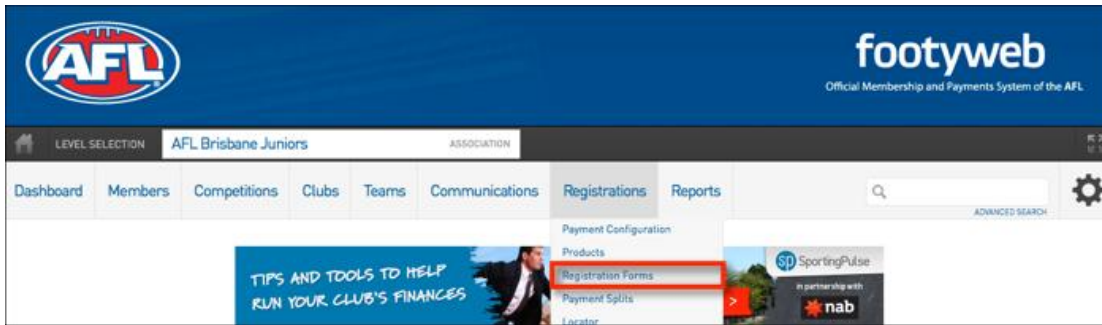 AFL
footyweb
Official Membership and Payments System of the AFL
LEVEL SELECTION AFL Brisbane Juniors ASSOCIATION
Dashboard Members Competitions Clubs Teams Communications Registrations Reports
ADVANCED SEARCH
Payment Configuration
Products
Registration Forms
Payment Splits
Locator
TIPS AND TOOLS TO HELP
RUN YOUR CLUB'S FINANCES
>
sp SportingPulse
in partnership with
nab